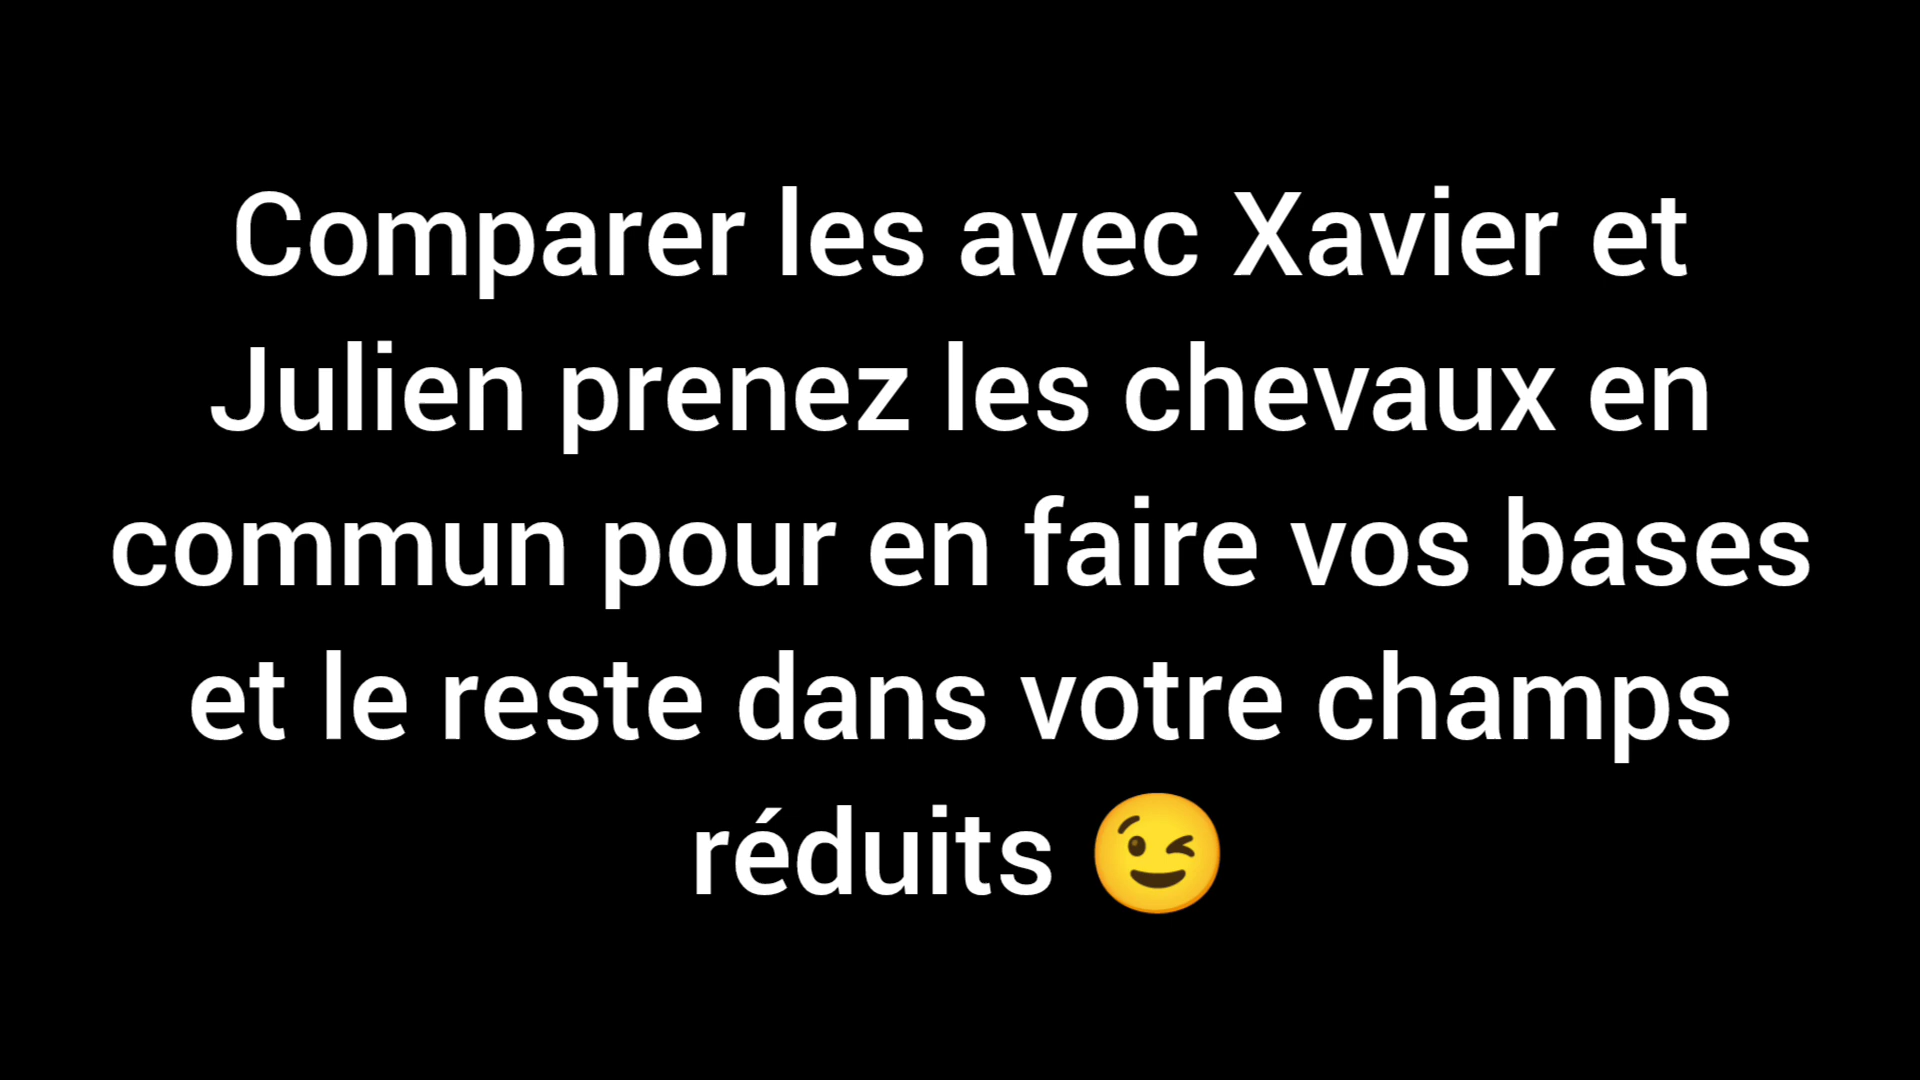 Comparer les avec Xavier et
Julien prenez les chevaux en
commun pour en faire vos bases
et le reste dans votre champs
réduits 😉